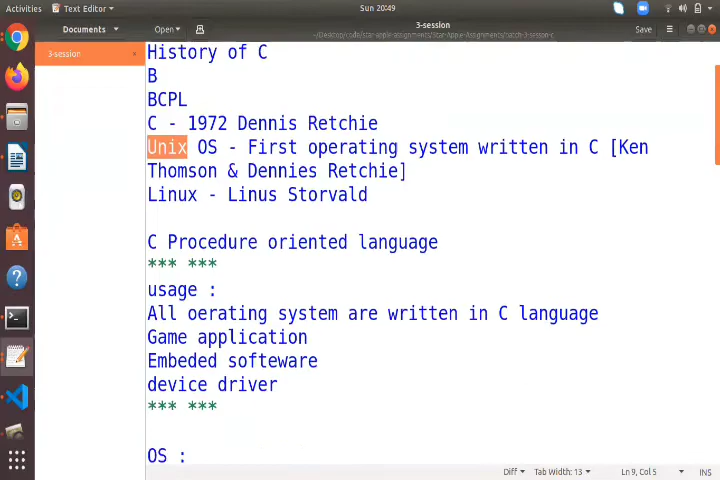 Activities Text Editor Sun 20:49
Documents Open 3-session Save
3-session
History of C
B
BCPL
C - 1972 Dennis Retchie
Unix OS - First operating system written in C [Ken
Thomson & Dennies Retchie]
Linux - Linus Storvald
C Procedure oriented language
*** ***
usage :
All oerating system are written in C language
Game application
Embeded softeware
device driver
*** ***
OS :
Diff Tab Width: 13 Ln 9, Col 5 INS